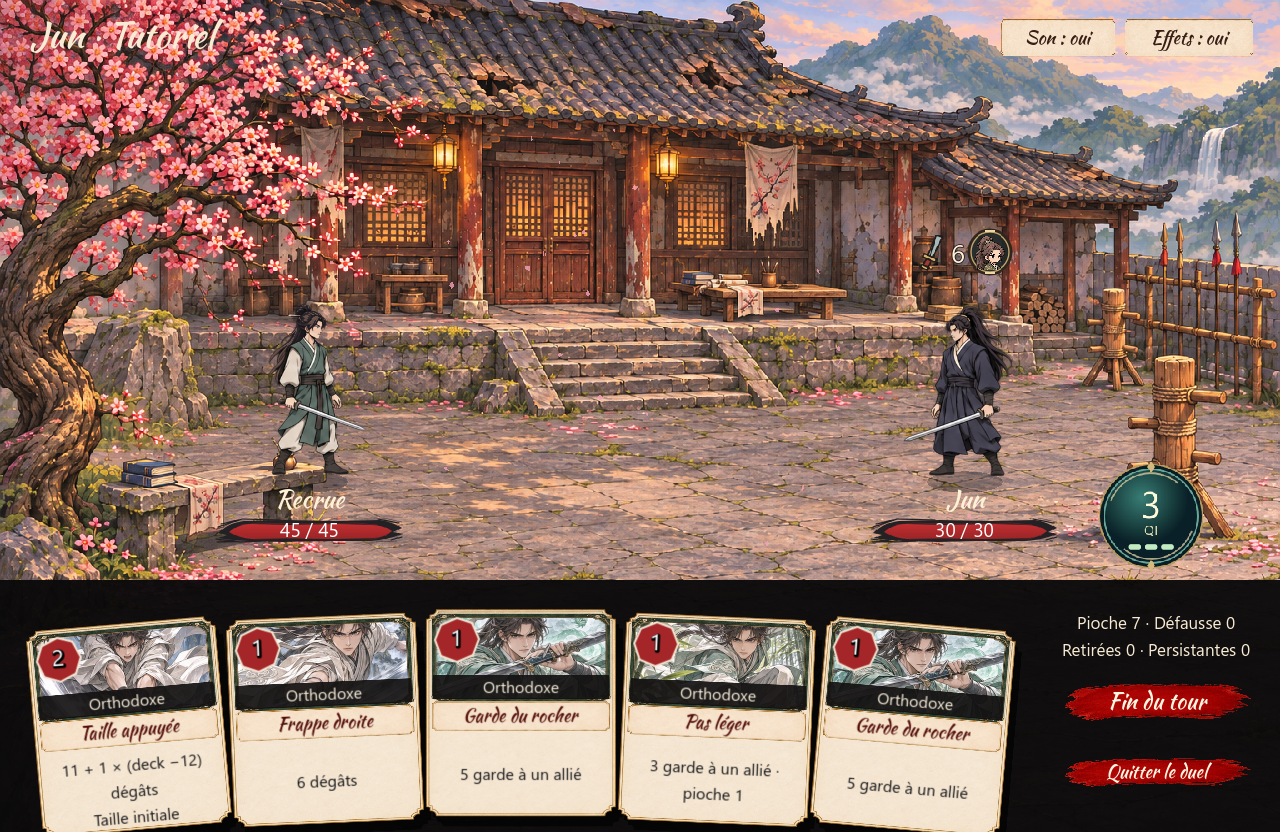 Jun · Tutoriel
Son : oui
Effets : oui
6
Recrue
45 / 45
Jun
30 / 30
3
QI
2
Orthodoxe
Taille appuyée
11 + 1 × (deck −12)
dégâts
Taille initiale
1
Orthodoxe
Frappe droite
6 dégâts
1
Orthodoxe
Garde du rocher
5 garde à un allié
1
Orthodoxe
Pas léger
3 garde à un allié ·
pioche 1
1
Orthodoxe
Garde du rocher
5 garde à un allié
Pioche 7 · Défausse 0
Retirées 0 · Persistantes 0
Fin du tour
Quitter le duel